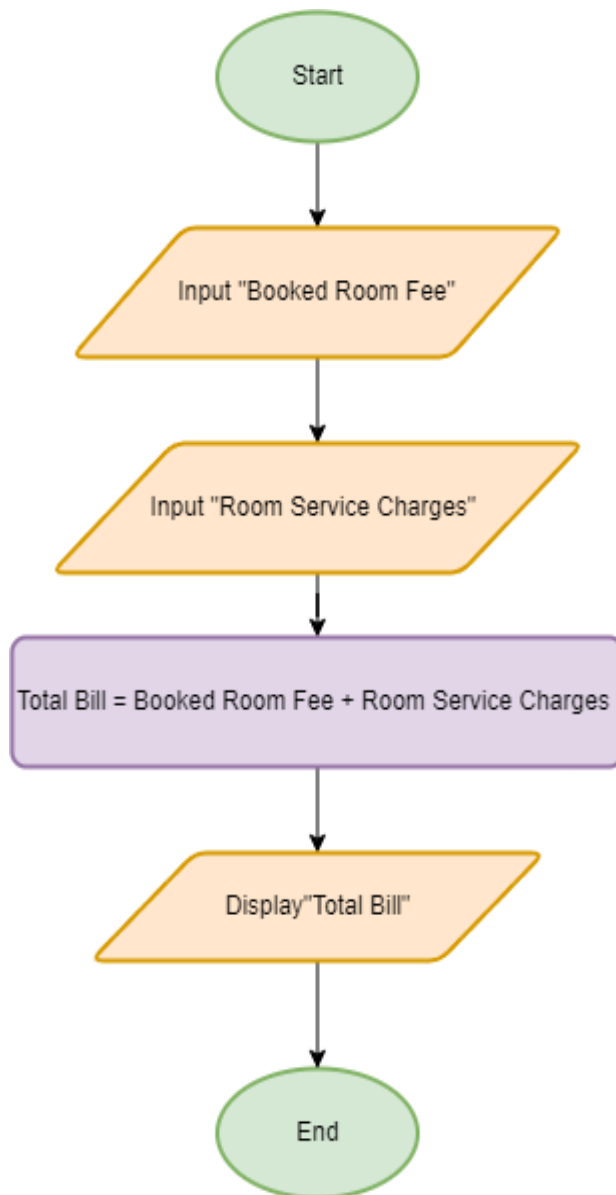 Start
Input "Booked Room Fee"
Input "Room Service Charges"
Total Bill = Booked Room Fee + Room Service Charges
Display"Total Bill"
End